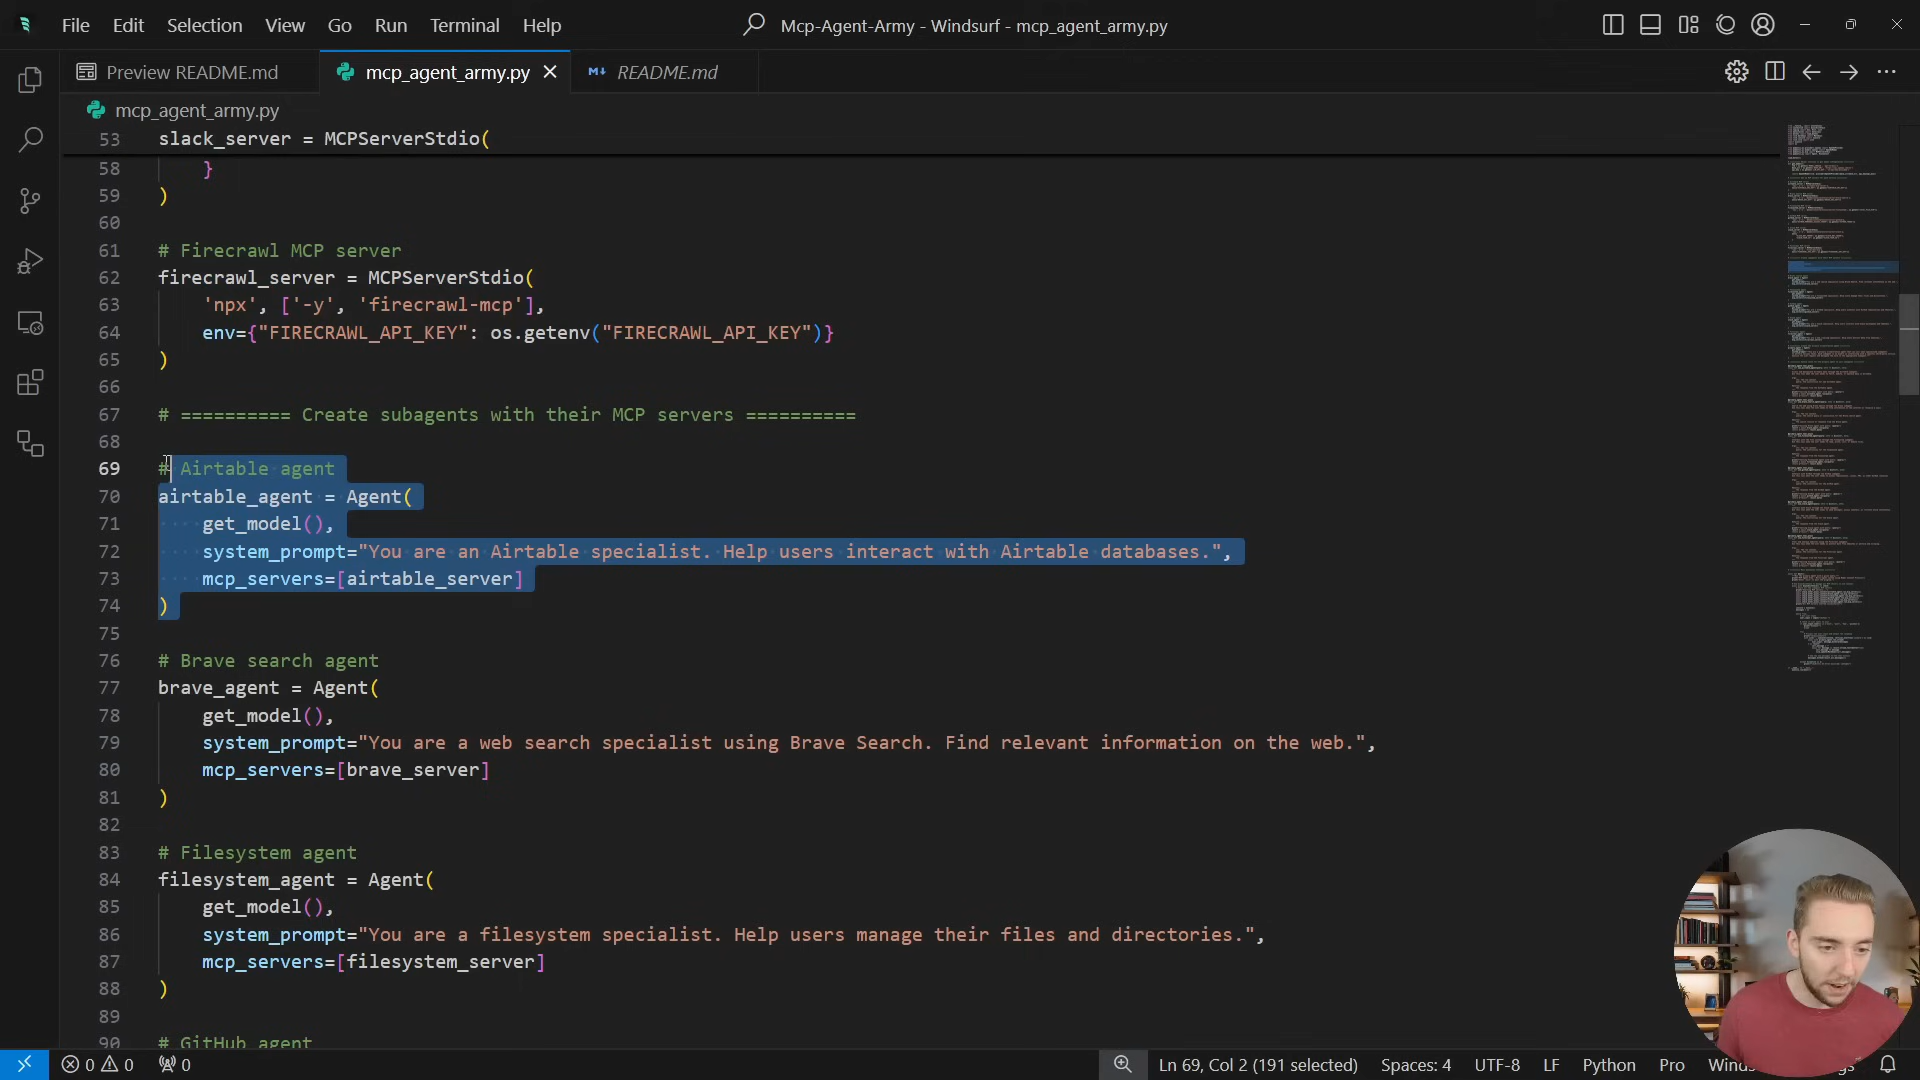 File Edit Selection View Go Run Terminal Help
Mcp-Agent-Army - Windsurf - mcp_agent_army.py
Preview README.md
mcp_agent_army.py
README.md
mcp_agent_army.py
53 slack_server = MCPServerStdio(
58 }
59 )
60
61 # Firecrawl MCP server
62 firecrawl_server = MCPServerStdio(
63 'npx', ['-y', 'firecrawl-mcp'],
64 env={"FIRECRAWL_API_KEY": os.getenv("FIRECRAWL_API_KEY")}
65 )
66
67 # ========== Create subagents with their MCP servers ==========
68
69 # Airtable agent
70 airtable_agent = Agent(
71 get_model(),
72 system_prompt="You are an Airtable specialist. Help users interact with Airtable databases.",
73 mcp_servers=[airtable_server]
74 )
75
76 # Brave search agent
77 brave_agent = Agent(
78 get_model(),
79 system_prompt="You are a web search specialist using Brave Search. Find relevant information on the web.",
80 mcp_servers=[brave_server]
81 )
82
83 # Filesystem agent
84 filesystem_agent = Agent(
85 get_model(),
86 system_prompt="You are a filesystem specialist. Help users manage their files and directories.",
87 mcp_servers=[filesystem_server]
88 )
89
90 # GitHub agent
0 0 0 Ln 69, Col 2 (191 selected) Spaces: 4 UTF-8 LF Python Pro